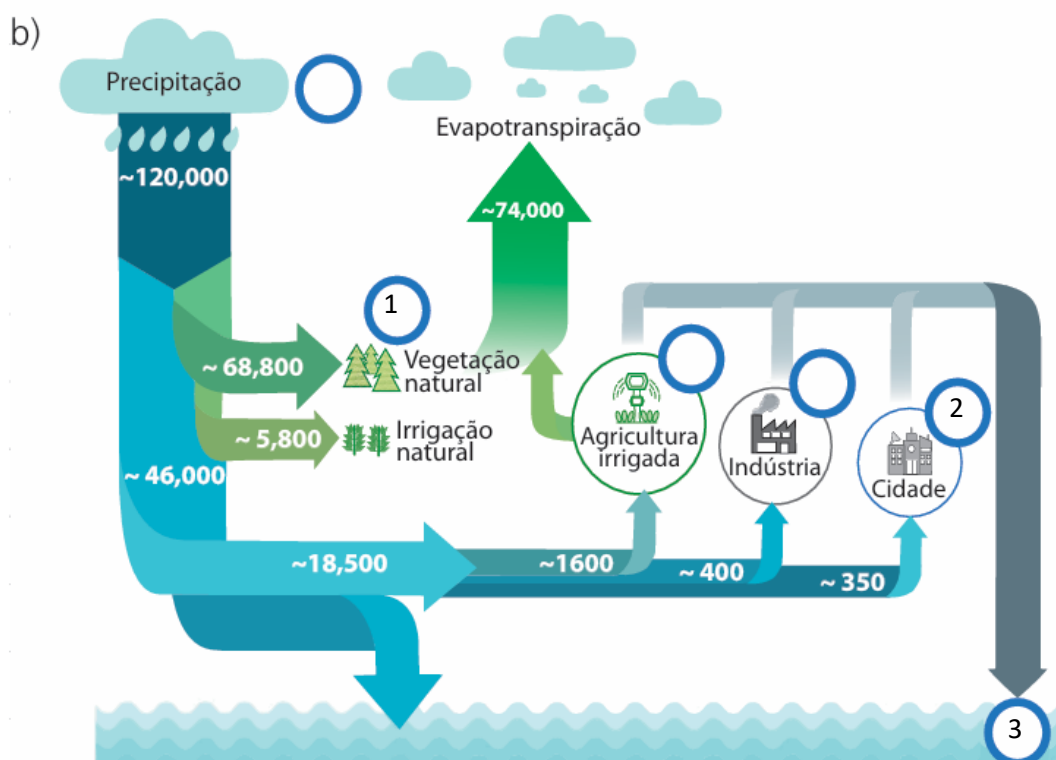 b)
Precipitação
Evapotranspiração
~120,000
~74,000
1
~ 68,800
Vegetação
natural
~ 5,800
Irrigação
natural
Agricultura
irrigada
Indústria
2
Cidade
~ 46,000
~18,500
~1600
~ 400
~ 350
3